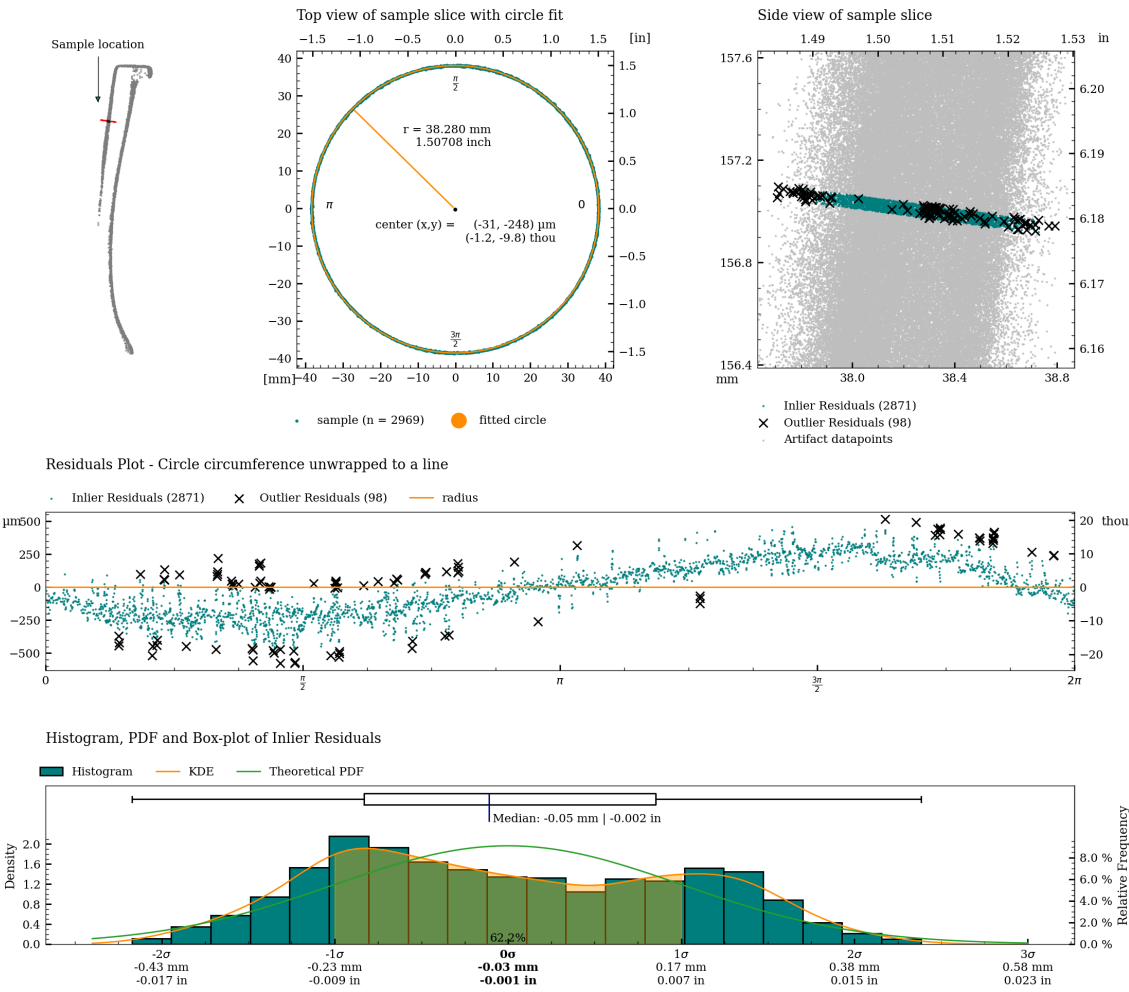 Sample location
Top view of sample slice with circle fit
−1.5 −1.0 −0.5 0.0 0.5 1.0 1.5 [in]
40
30
20
10
0
−10
−20
−30
−40
1.5
1.0
0.5
0.0
−0.5
−1.0
−1.5
π/2
π
0
3π/2
r = 38.280 mm
1.50708 inch
center (x,y) = (-31, -248) µm
(-1.2, -9.8) thou
[mm] −40 −30 −20 −10 0 10 20 30 40
sample (n = 2969) fitted circle
Side view of sample slice
1.49 1.50 1.51 1.52 1.53 in
157.6
157.2
156.8
156.4
6.20
6.19
6.18
6.17
6.16
mm 38.0 38.4 38.8
Inlier Residuals (2871)
Outlier Residuals (98)
Artifact datapoints
Residuals Plot - Circle circumference unwrapped to a line
Inlier Residuals (2871) Outlier Residuals (98) radius
µm 500
250
0
−250
−500
20 thou
10
0
−10
−20
0 π/2 π 3π/2 2π
Histogram, PDF and Box-plot of Inlier Residuals
Histogram KDE Theoretical PDF
Median: -0.05 mm | -0.002 in
Density
2.0
1.6
1.2
0.8
0.4
0.0
Relative Frequency
8.0 %
6.0 %
4.0 %
2.0 %
0.0 %
62.2%
-2σ -1σ 0σ 1σ 2σ 3σ
-0.43 mm -0.23 mm -0.03 mm 0.17 mm 0.38 mm 0.58 mm
-0.017 in -0.009 in -0.001 in 0.007 in 0.015 in 0.023 in